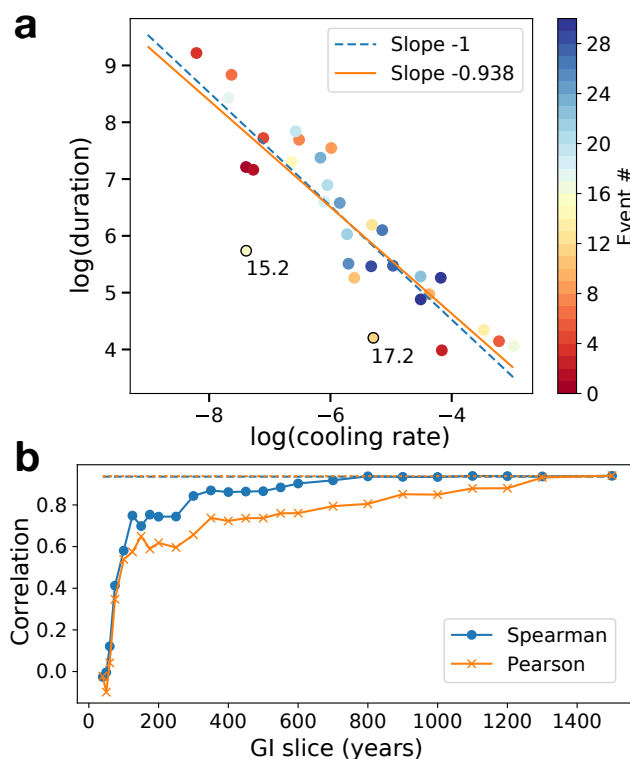 a
Slope -1
Slope -0.938
9
8
7
6
5
4
log(duration)
15.2
17.2
−8
−6
−4
log(cooling rate)
28
24
20
16
12
8
4
0
Event #
b
0.8
0.6
0.4
0.2
0.0
Correlation
Spearman
Pearson
0
200
400
600
800
1000
1200
1400
GI slice (years)